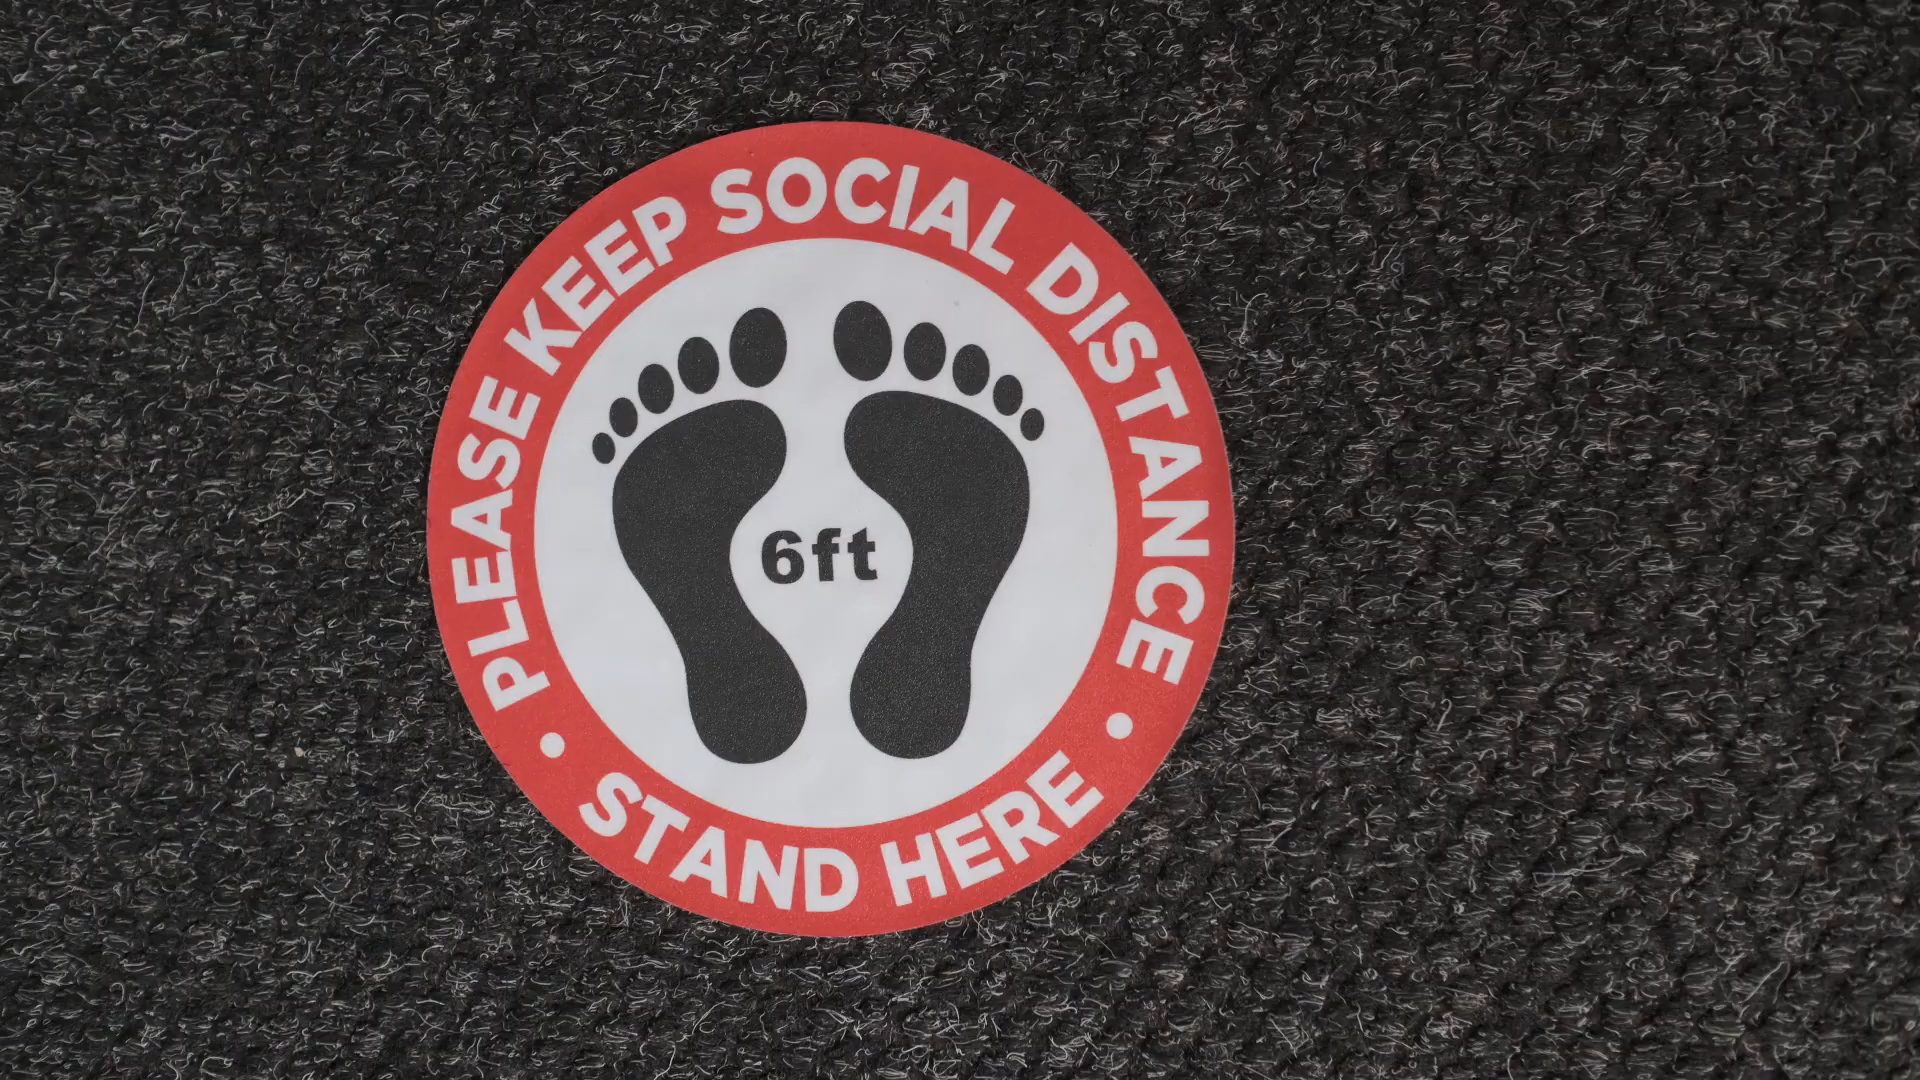 PLEASE KEEP SOCIAL DISTANCE
6ft
• STAND HERE •